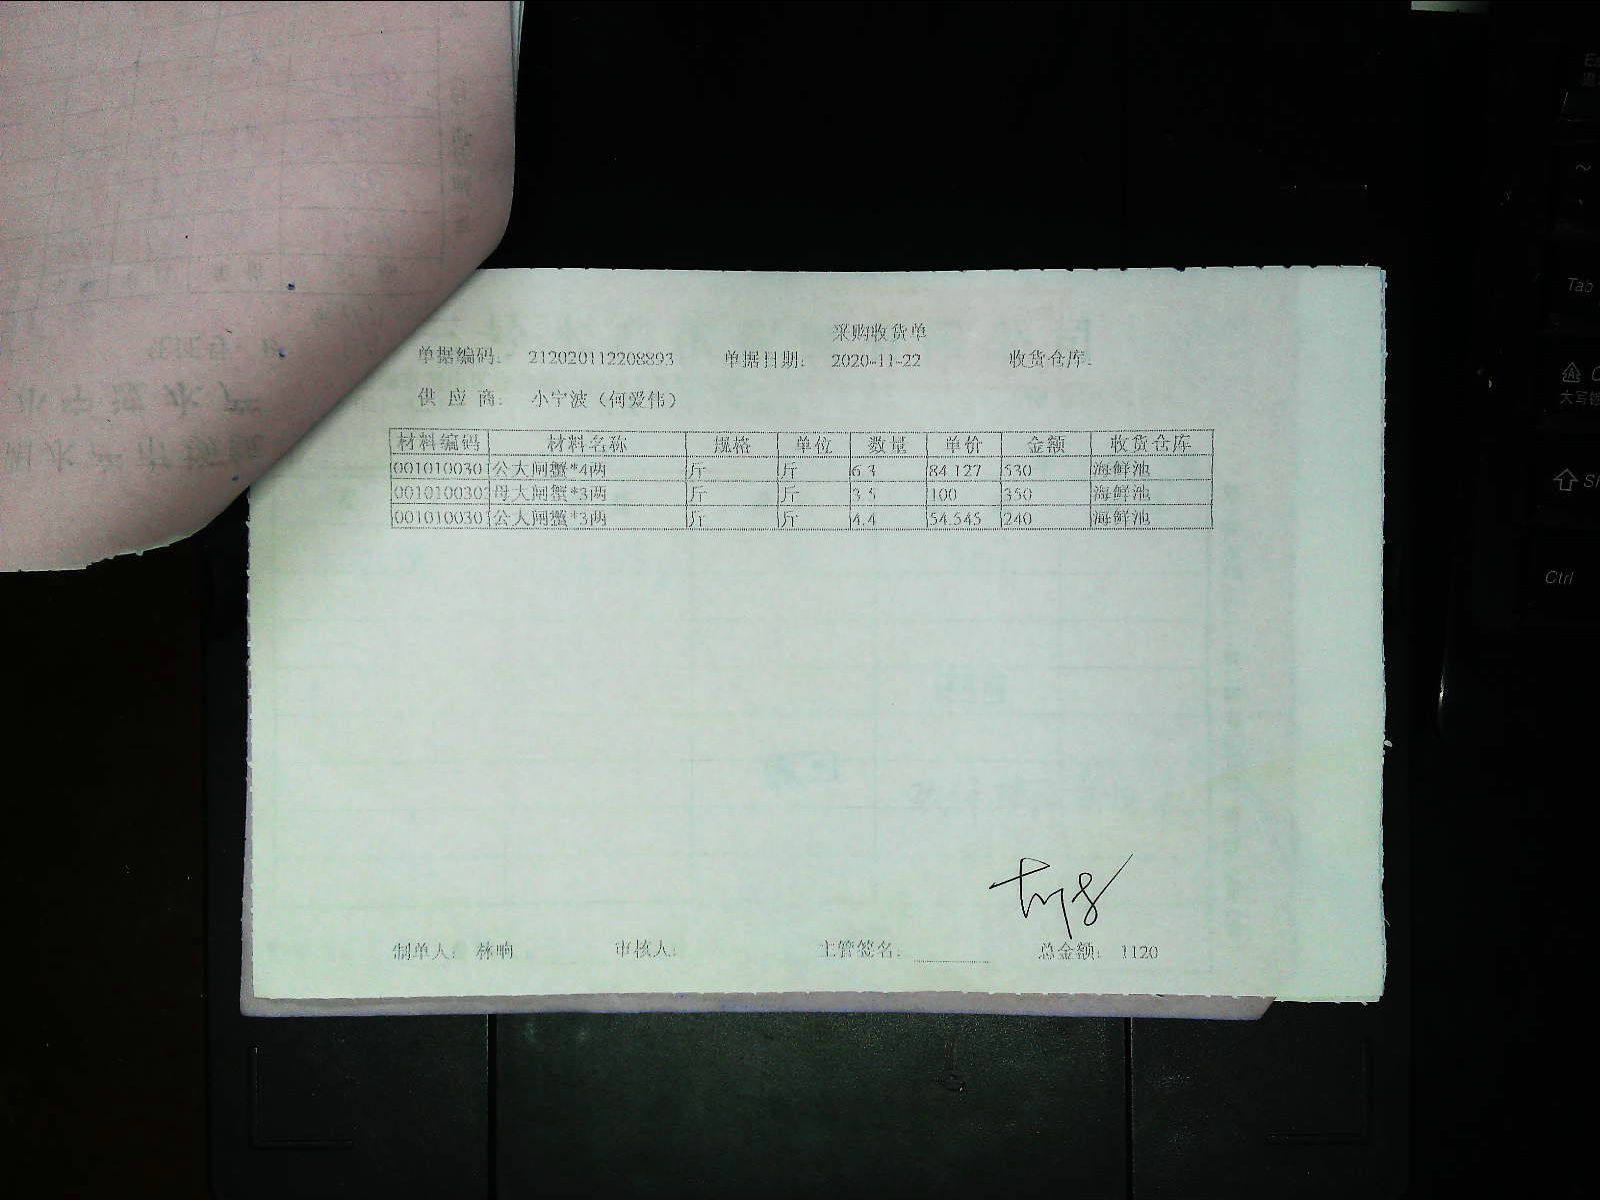 采购收货单
单据编码: 212020112208893 单据日期: 2020-11-22 收货仓库:
供应商: 小宁波(何爱伟)
材料编码 材料名称 规格 单位 数量 单价 金额 收货仓库
001010030 公大闸蟹*4两 斤 斤 6.3 84.127 530 海鲜池
001010030 母大闸蟹*3两 斤 斤 3.5 100 350 海鲜池
001010030 公大闸蟹*3两 斤 斤 4.4 54.545 240 海鲜池
制单人: 林响 审核人: 主管签名: 总金额: 1120
Tab
Ctrl